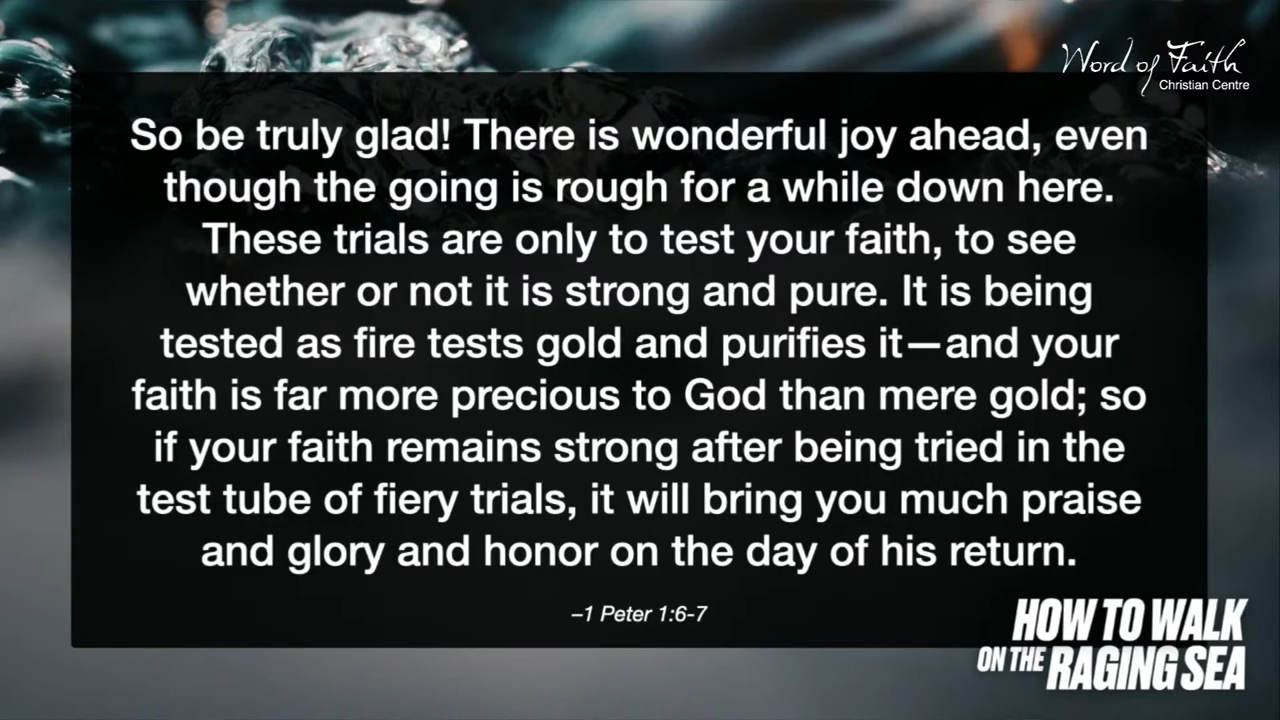 Word of Faith
Christian Centre
So be truly glad! There is wonderful joy ahead, even
though the going is rough for a while down here.
These trials are only to test your faith, to see
whether or not it is strong and pure. It is being
tested as fire tests gold and purifies it—and your
faith is far more precious to God than mere gold; so
if your faith remains strong after being tried in the
test tube of fiery trials, it will bring you much praise
and glory and honor on the day of his return.
–1 Peter 1:6-7
HOW TO WALK
ON THE RAGING SEA